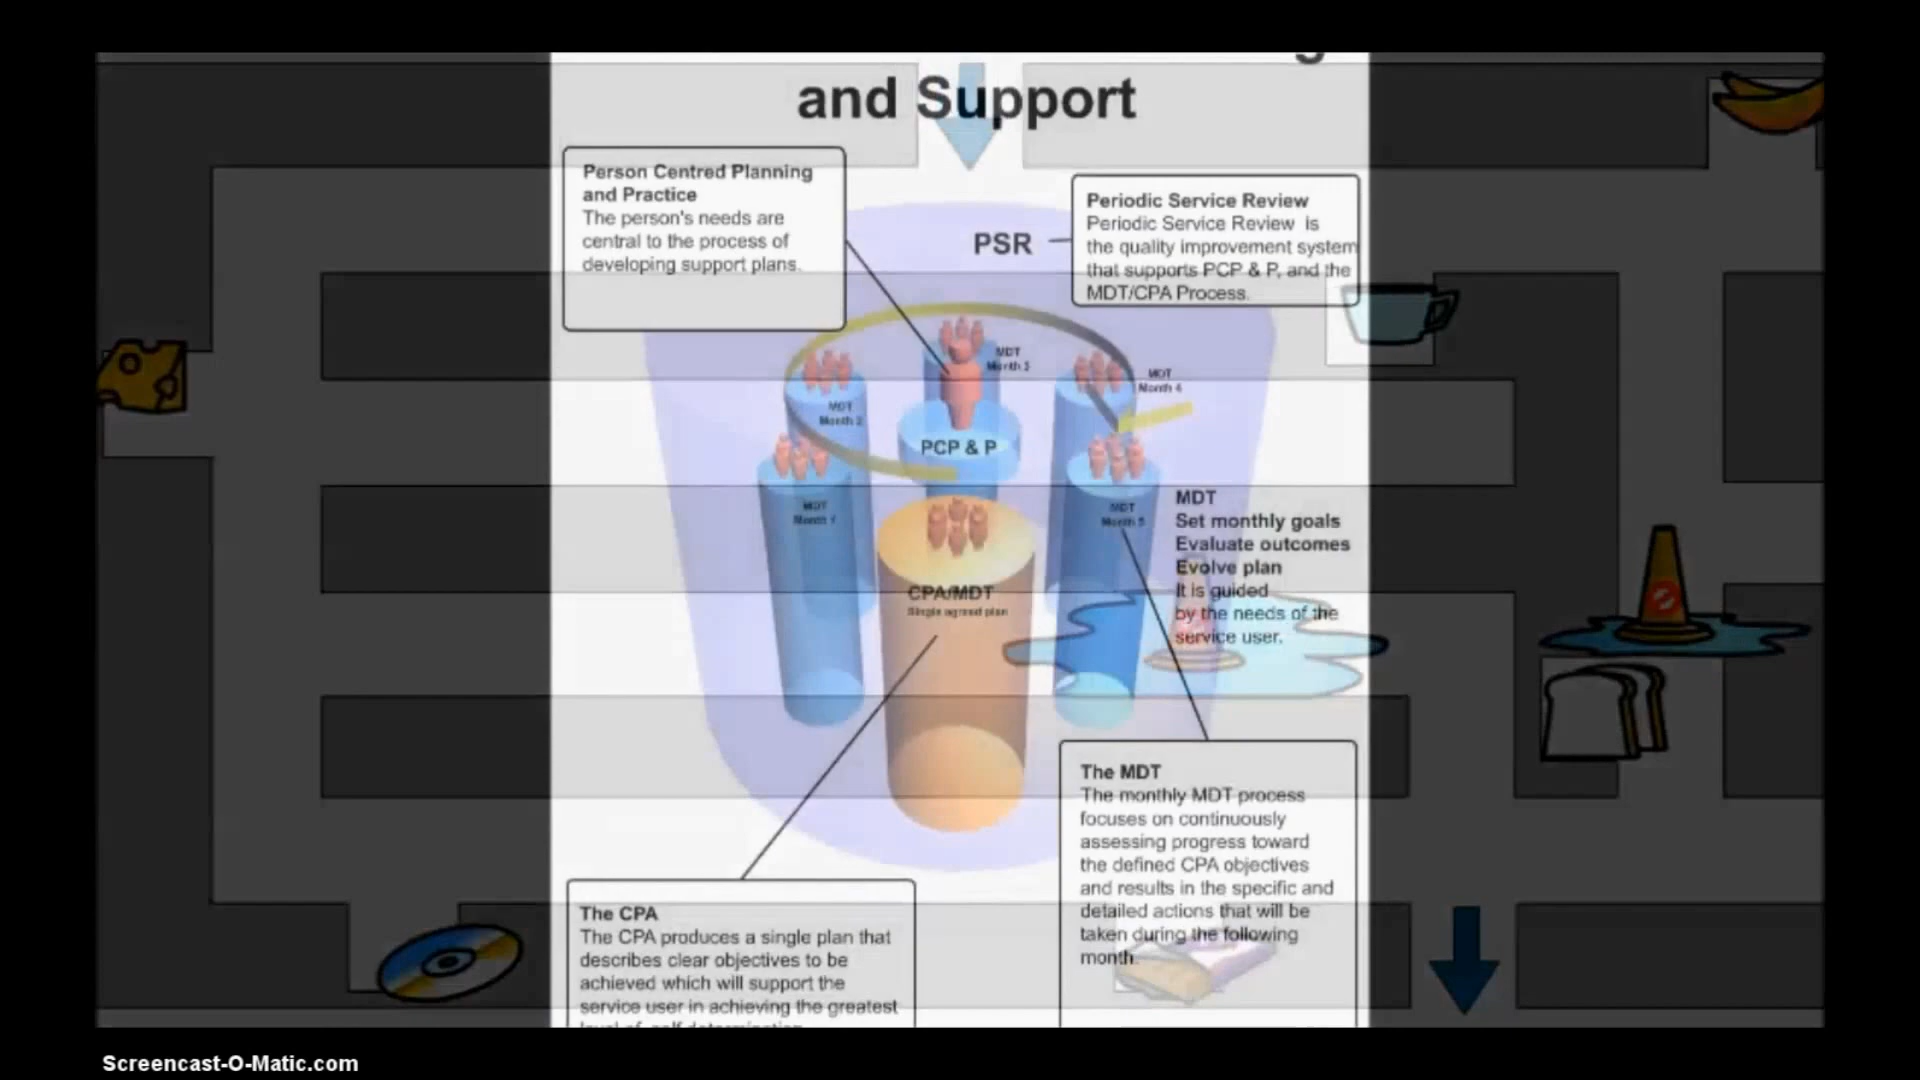 and Support
Person Centred Planning
and Practice
The person's needs are
central to the process of
developing support plans.
PSR
Periodic Service Review
Periodic Service Review is
the quality improvement system
that supports PCP & P, and the
MDT/CPA Process.
MDT
Month 3
MDT
Month 4
MDT
Month 2
PCP & P
MDT
Month 1
MDT
Month 5
MDT
Set monthly goals
Evaluate outcomes
Evolve plan
It is guided
by the needs of the
service user.
CPA/MDT
Single agreed plan
The MDT
The monthly MDT process
focuses on continuously
assessing progress toward
the defined CPA objectives
and results in the specific and
detailed actions that will be
taken during the following
month.
The CPA
The CPA produces a single plan that
describes clear objectives to be
achieved which will support the
service user in achieving the greatest
level of self determination
Screencast-O-Matic.com